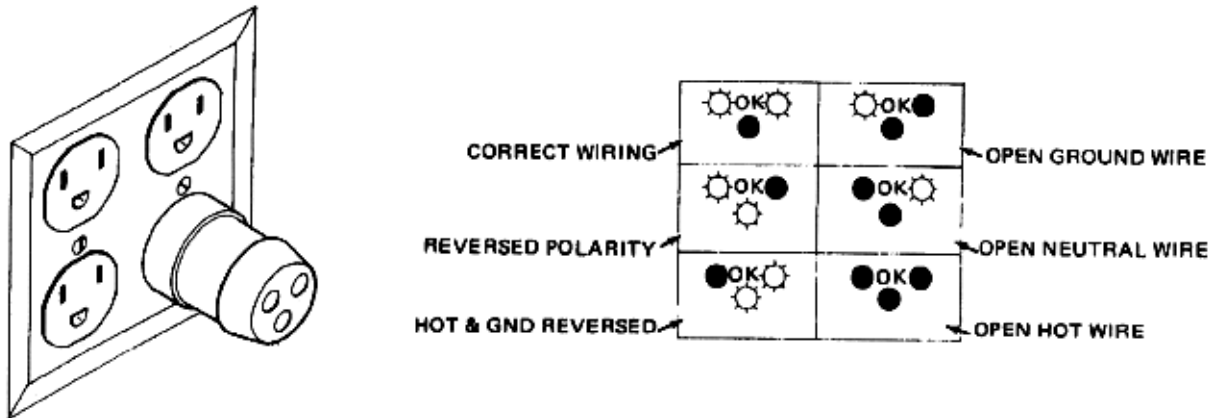 OK OK
CORRECT WIRING OPEN GROUND WIRE
OK OK
REVERSED POLARITY OPEN NEUTRAL WIRE
OK OK
HOT & GND REVERSED OPEN HOT WIRE